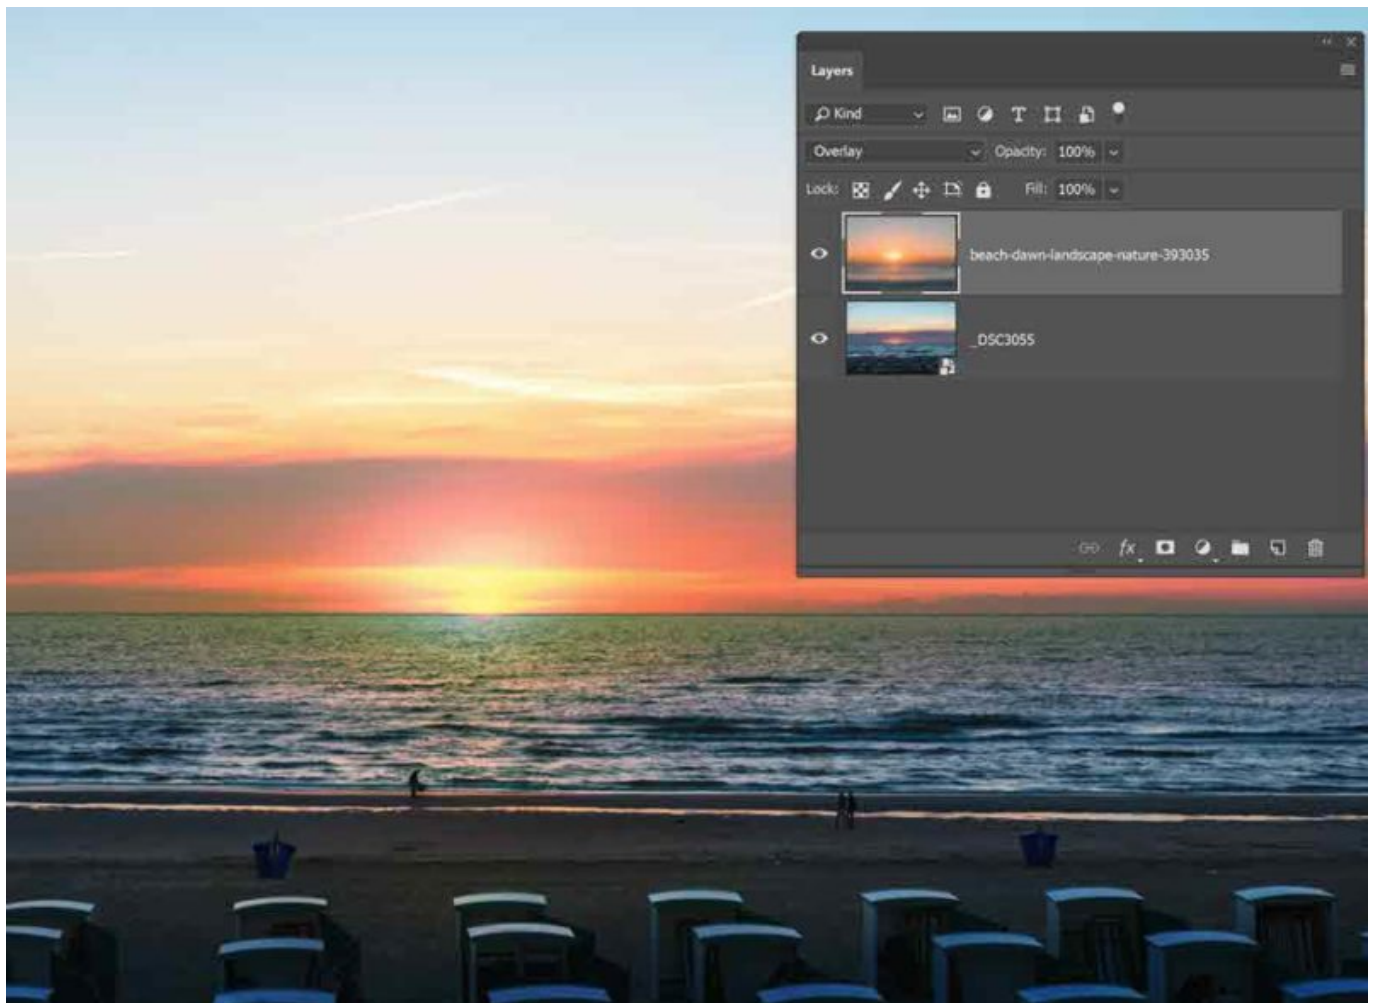 Layers
Kind
Overlay Opacity: 100%
Lock: Fill: 100%
beach-dawn-landscape-nature-393035
_DSC3055
fx